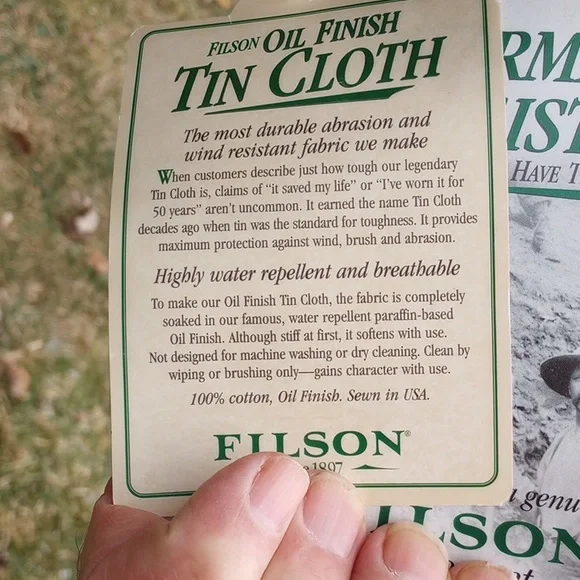 FILSON OIL FINISH
TIN CLOTH
The most durable abrasion and
wind resistant fabric we make
When customers describe just how tough our legendary
Tin Cloth is, claims of “it saved my life” or “I’ve worn it for
50 years” aren’t uncommon. It earned the name Tin Cloth
decades ago when tin was the standard for toughness. It provides
maximum protection against wind, brush and abrasion.
Highly water repellent and breathable
To make our Oil Finish Tin Cloth, the fabric is completely
soaked in our famous, water repellent paraffin-based
Oil Finish. Although stiff at first, it softens with use.
Not designed for machine washing or dry cleaning. Clean by
wiping or brushing only—gains character with use.
100% cotton, Oil Finish. Sewn in USA.
FILSON®
1897
HAVE